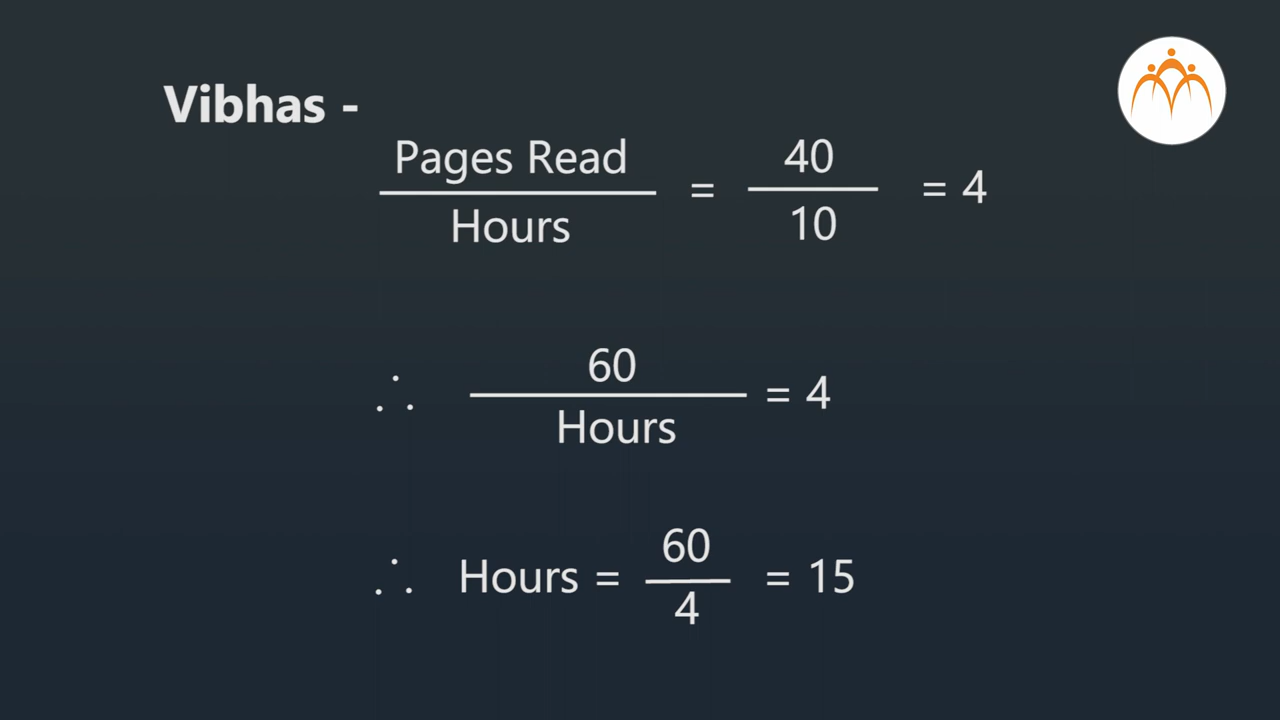 Vibhas -
Pages Read
Hours
=
40
10
= 4
∴
60
Hours
= 4
∴ Hours =
60
4
= 15